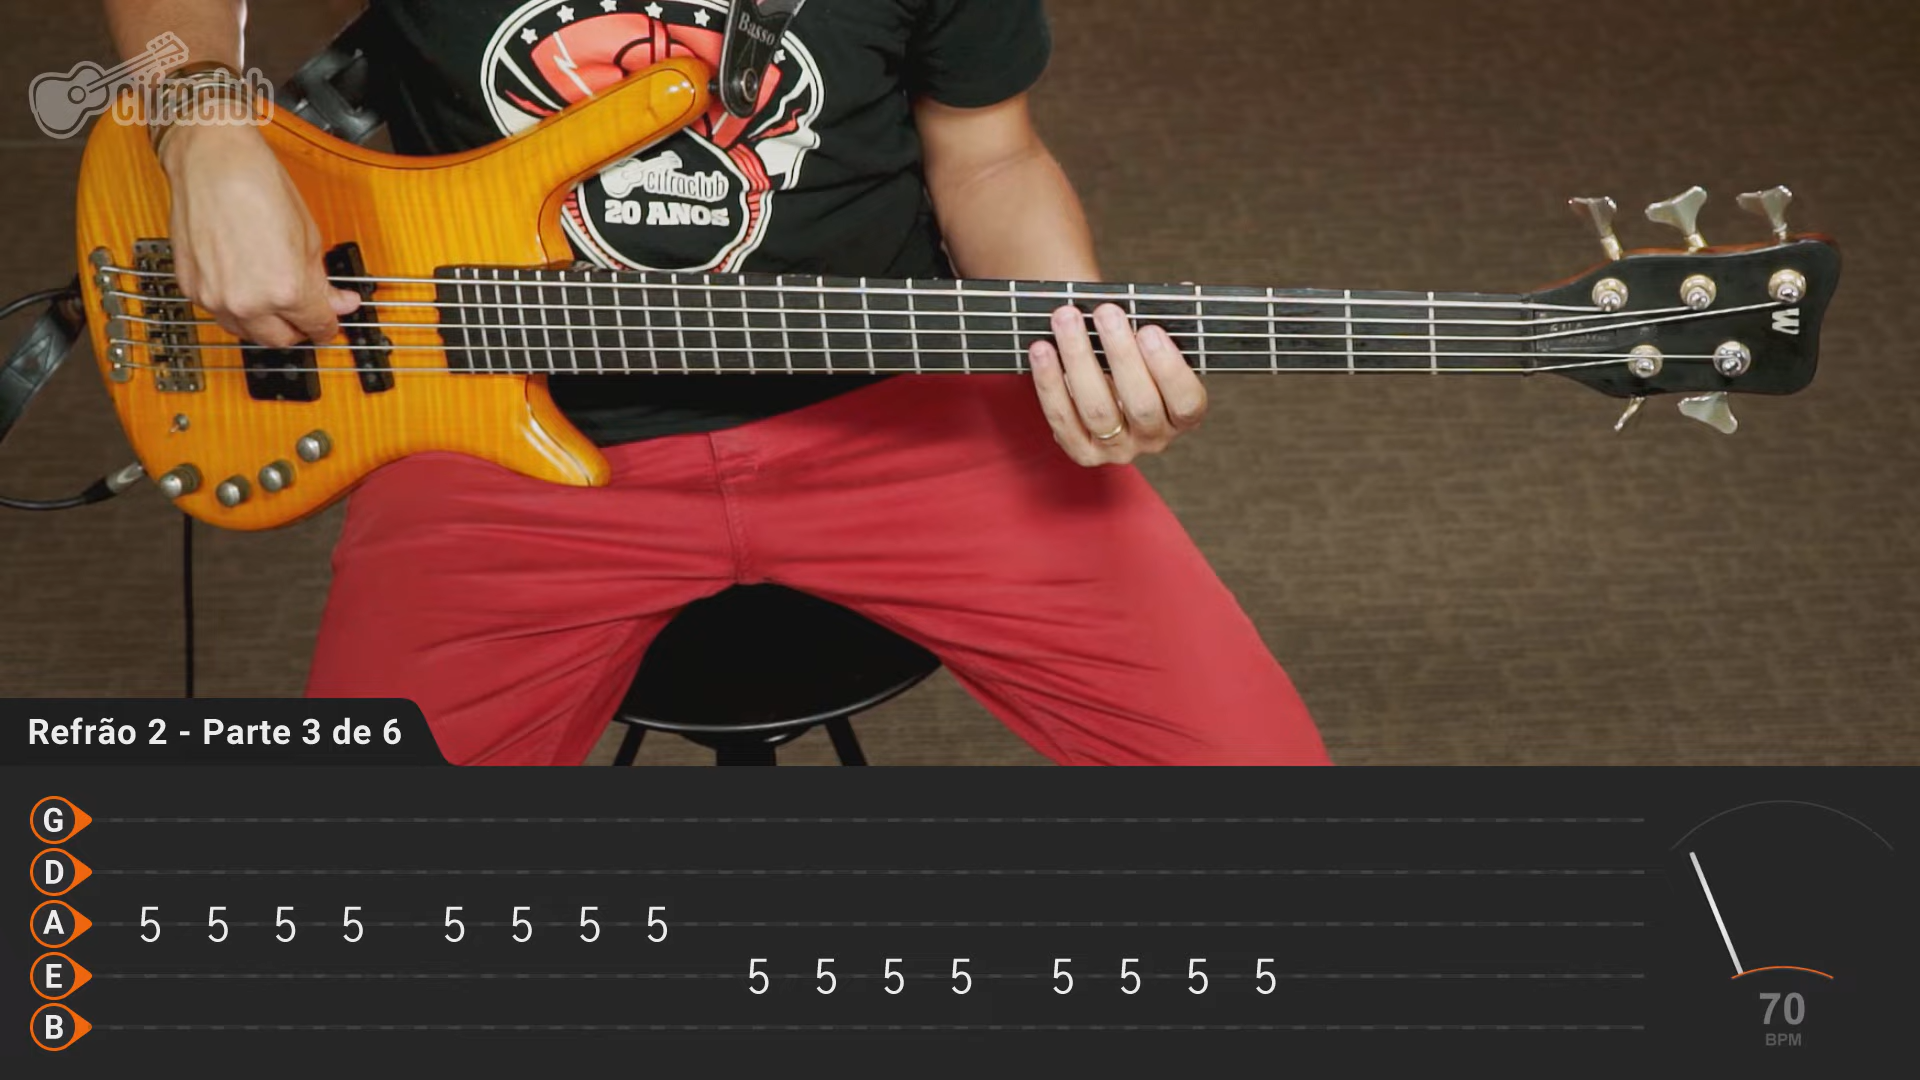 Basso
cifraclub
cifraclub
20 ANOS
W
Refrão 2 - Parte 3 de 6
G
D
A 5 5 5 5 5 5 5 5
E 5 5 5 5 5 5 5 5
B
70
BPM